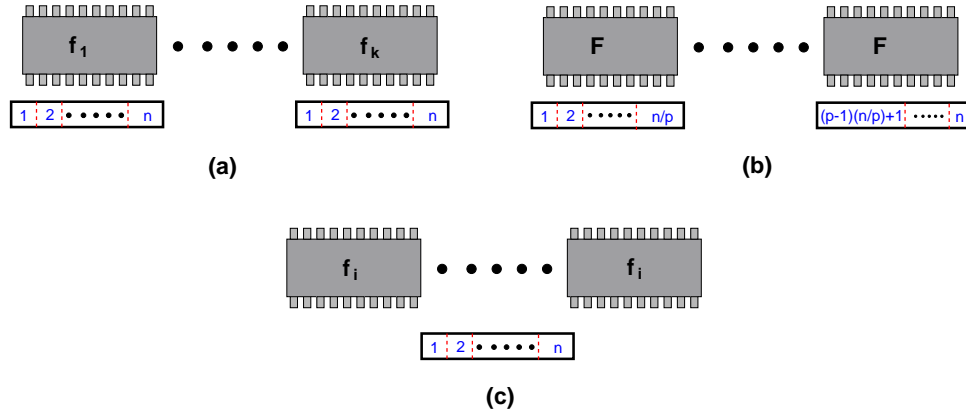 f1 fk F F
1 2 n 1 2 n 1 2 n/p (p-1)(n/p)+1 n
(a) (b)
fi fi
1 2 n
(c)